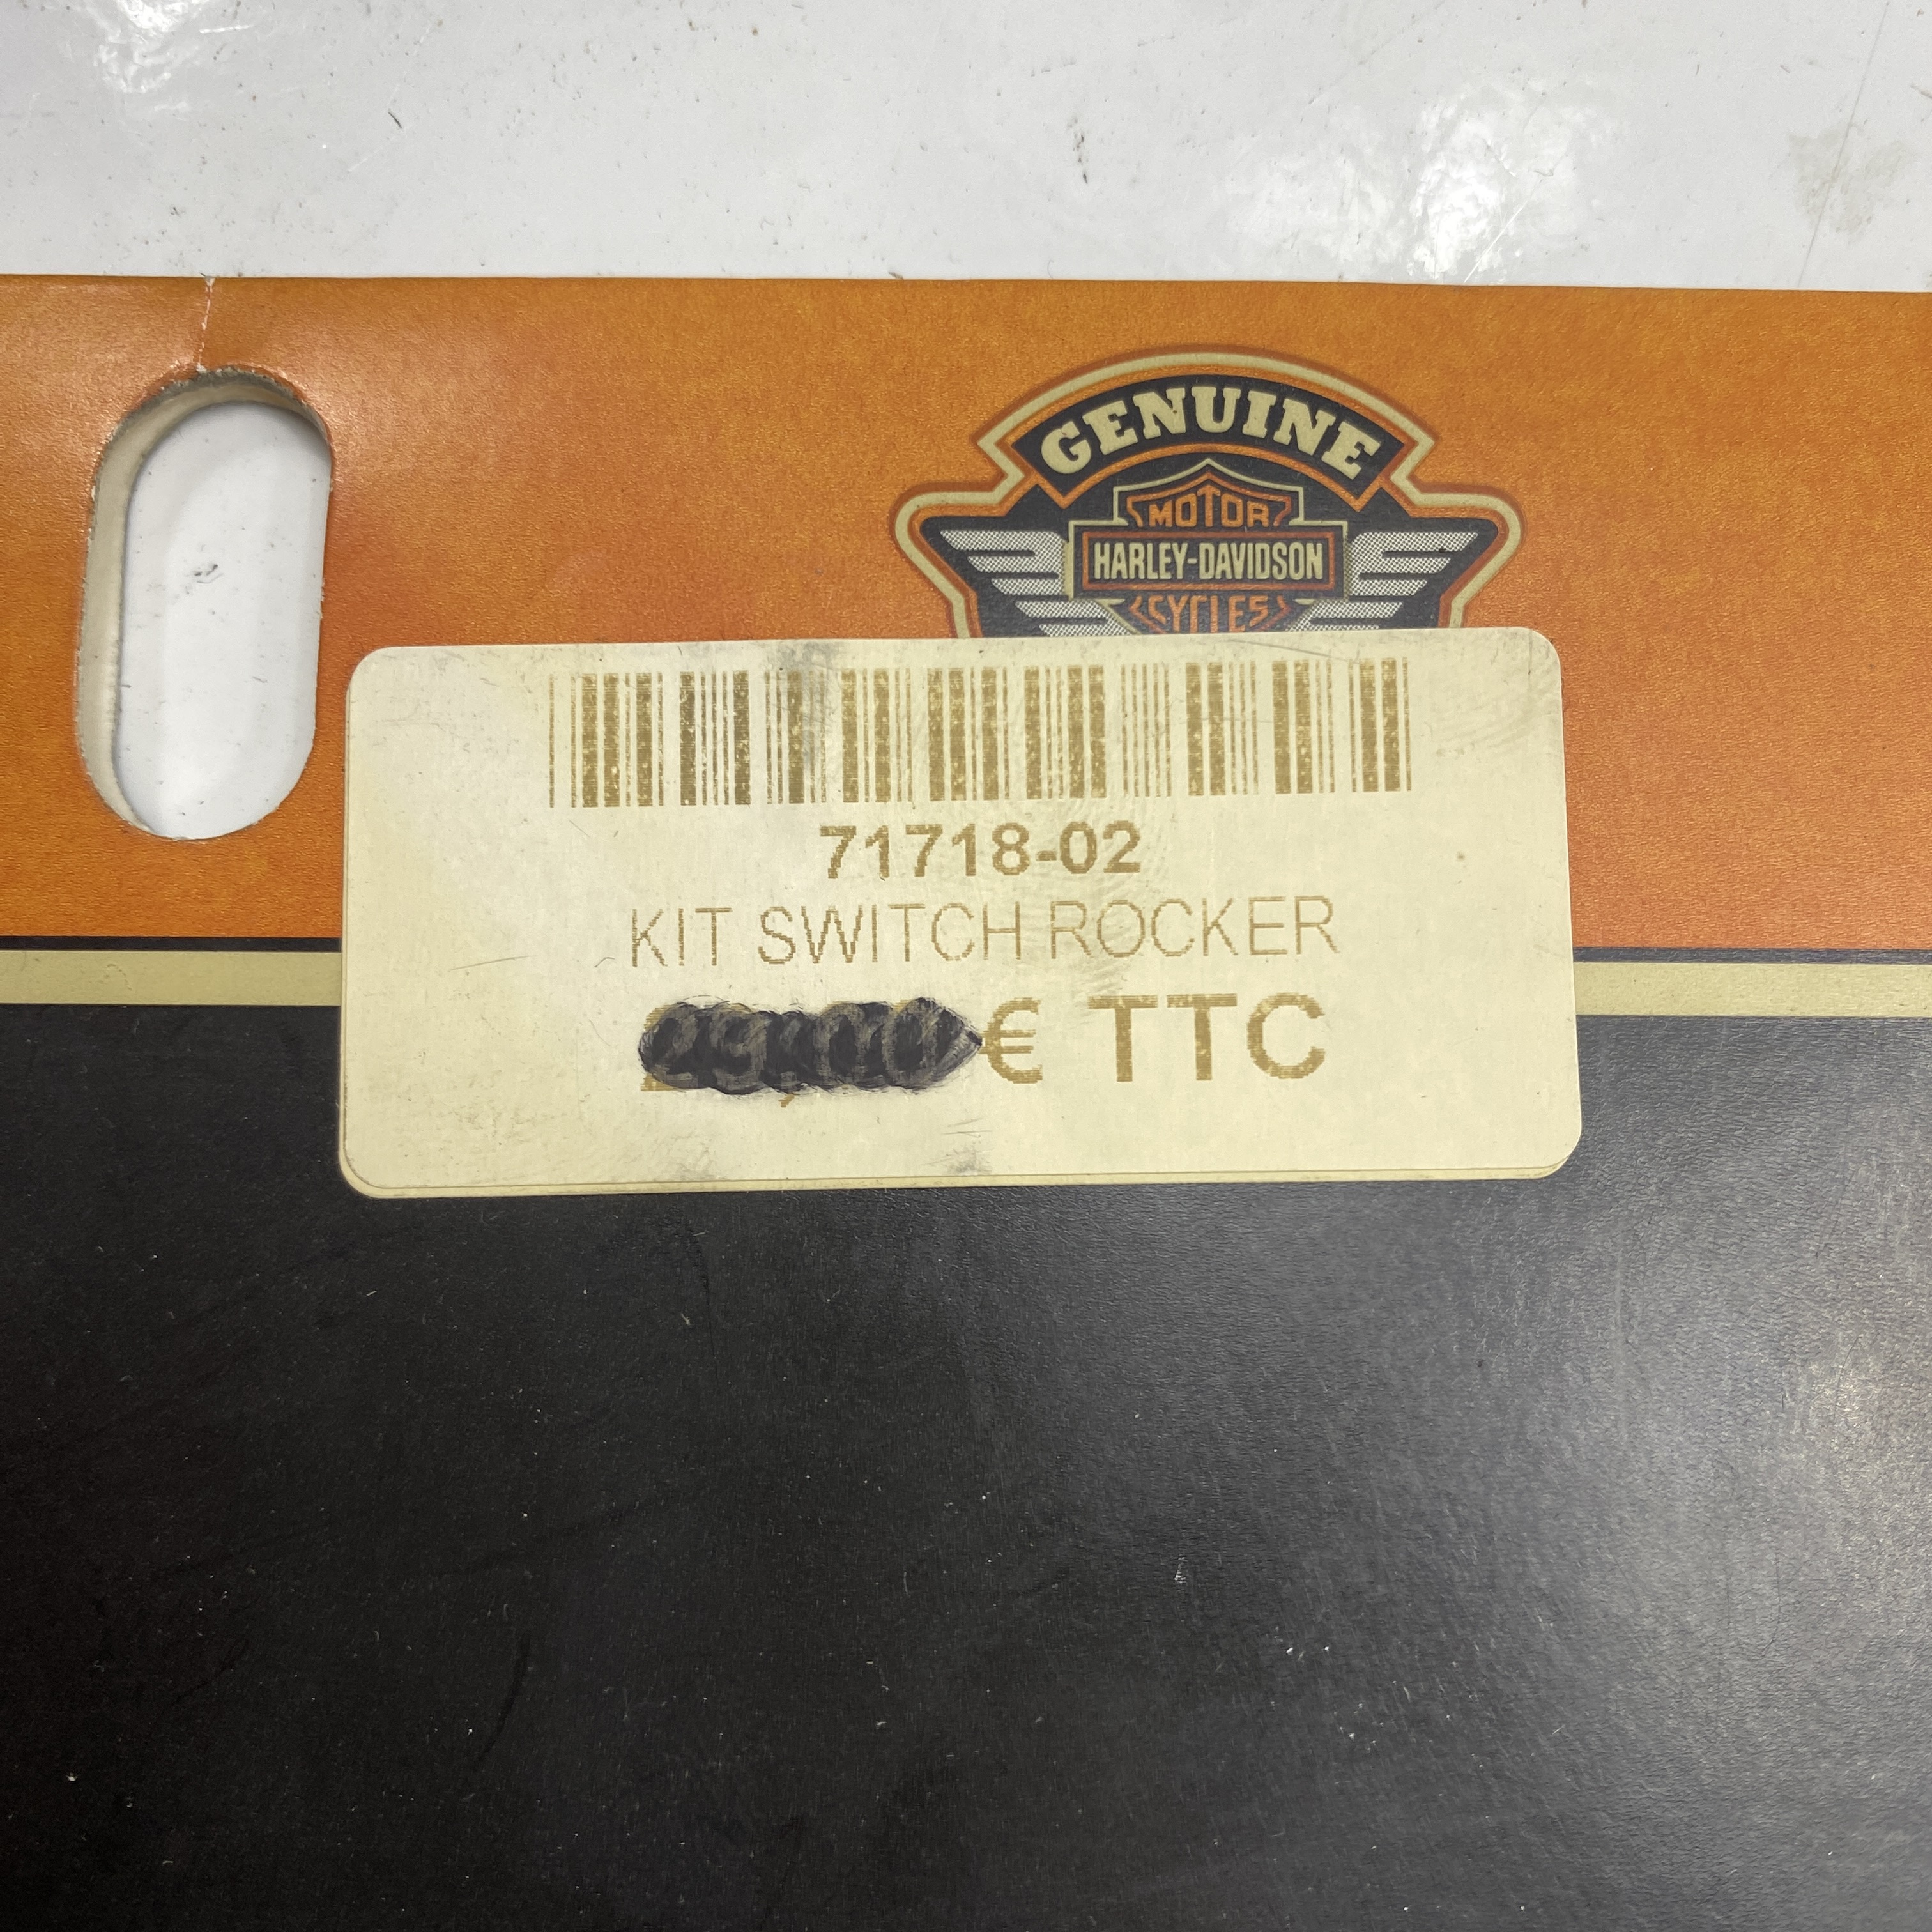 GENUINE
MOTOR
HARLEY-DAVIDSON
CYCLES
71718-02
KIT SWITCH ROCKER
€ TTC